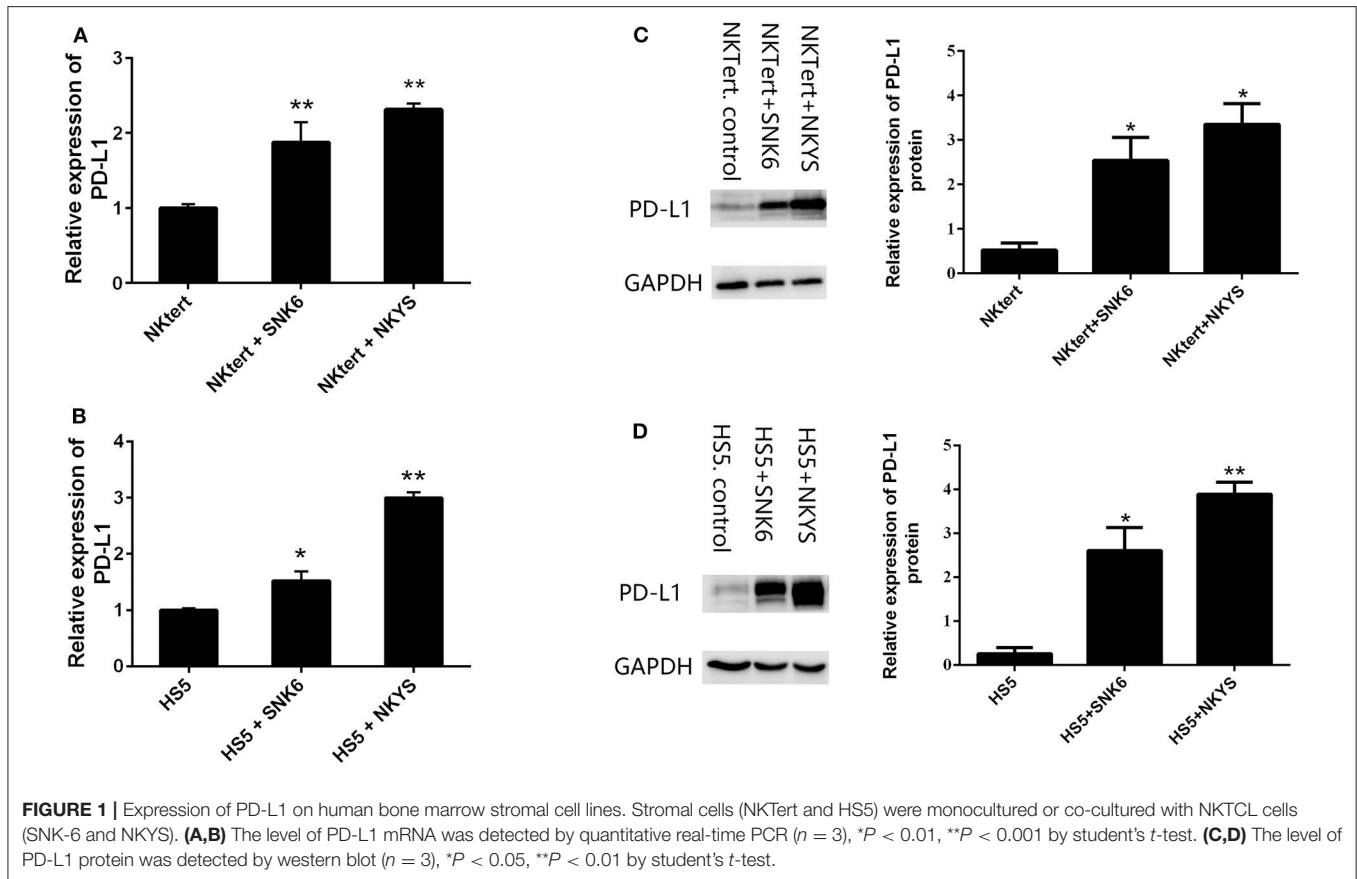 A
Relative expression of
PD-L1
3
2
1
0
**
**
NKtert
NKtert + SNK6
NKtert + NKYS
C
NKTert. control
NKTert+SNK6
NKTert+NKYS
PD-L1
GAPDH
Relative expression of PD-L1
protein
5
4
3
2
1
0
*
*
NKtert
NKtert+SNK6
NKtert+NKYS
B
Relative expression of
PD-L1
4
3
2
1
0
*
**
HS5
HS5 + SNK6
HS5 + NKYS
D
HS5. control
HS5+SNK6
HS5+NKYS
PD-L1
GAPDH
Relative expression of PD-L1
protein
5
4
3
2
1
0
*
**
HS5
HS5+SNK6
HS5+NKYS
FIGURE 1 | Expression of PD-L1 on human bone marrow stromal cell lines. Stromal cells (NKTert and HS5) were monocultured or co-cultured with NKTCL cells
(SNK-6 and NKYS). (A,B) The level of PD-L1 mRNA was detected by quantitative real-time PCR (n = 3), *P < 0.01, **P < 0.001 by student's t-test. (C,D) The level of
PD-L1 protein was detected by western blot (n = 3), *P < 0.05, **P < 0.01 by student's t-test.